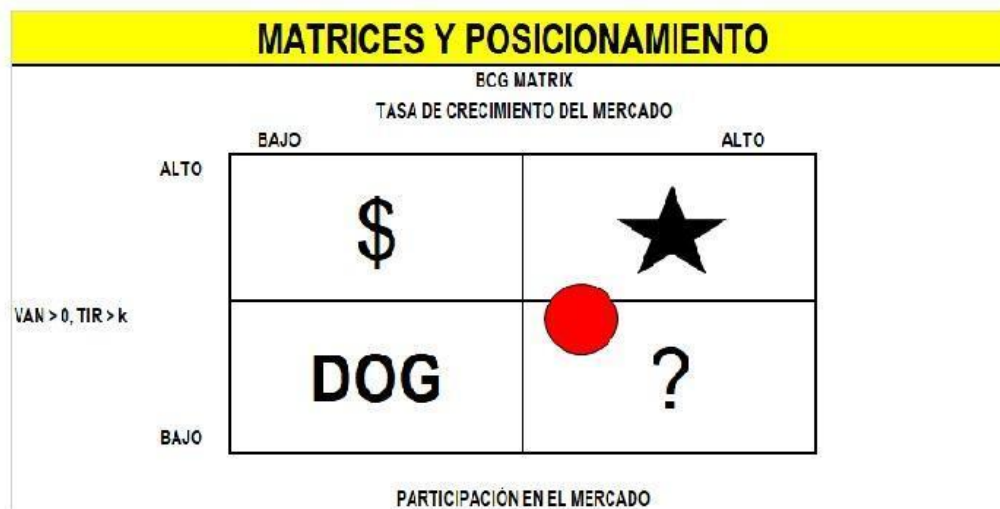 MATRICES Y POSICIONAMIENTO
BCG MATRIX
TASA DE CRECIMIENTO DEL MERCADO
BAJO ALTO
ALTO
$
VAN > 0, TIR > k
DOG ?
BAJO
PARTICIPACIÓN EN EL MERCADO